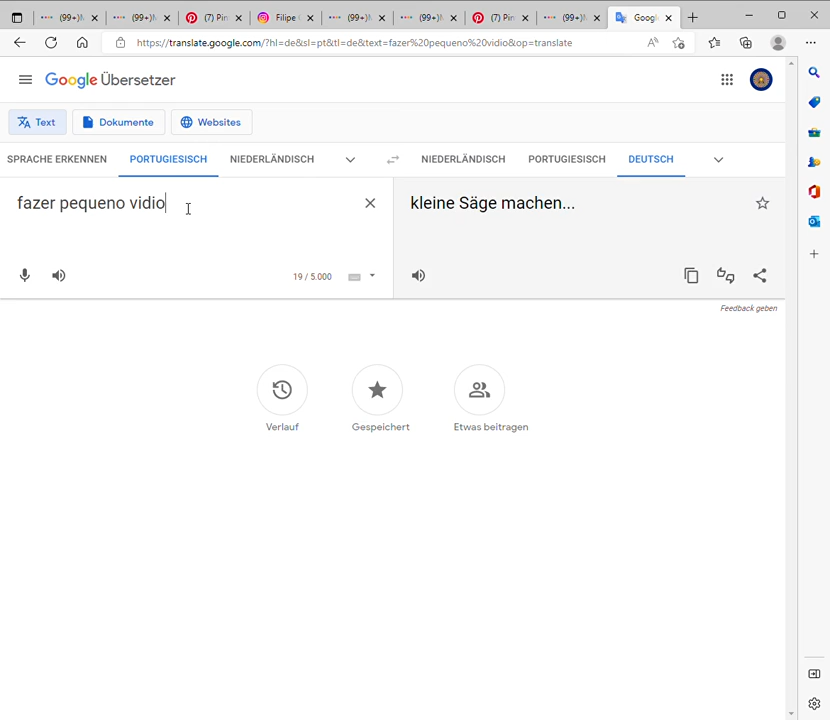 (99+) (99+) (7) Pin Filipe (99+) (99+) (7) Pin (99+) Googl
https://translate.google.com/?hl=de&sl=pt&tl=de&text=fazer%20pequeno%20vidio&op=translate
Google Übersetzer
Text Dokumente Websites
SPRACHE ERKENNEN PORTUGIESISCH NIEDERLÄNDISCH NIEDERLÄNDISCH PORTUGIESISCH DEUTSCH
fazer pequeno vidio kleine Säge machen...
19 / 5.000
Feedback geben
Verlauf Gespeichert Etwas beitragen